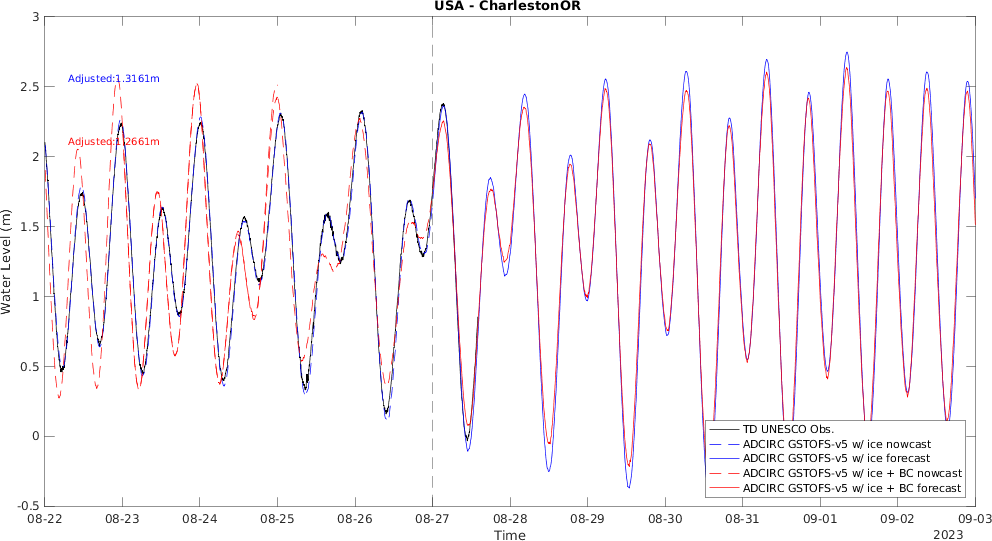 USA - CharlestonOR
3
2.5
2
1.5
1
0.5
0
-0.5
Water Level (m)
Adjusted:1.3161m
Adjusted:1.2661m
TD UNESCO Obs.
ADCIRC GSTOFS-v5 w/ ice nowcast
ADCIRC GSTOFS-v5 w/ ice forecast
ADCIRC GSTOFS-v5 w/ ice + BC nowcast
ADCIRC GSTOFS-v5 w/ ice + BC forecast
08-22 08-23 08-24 08-25 08-26 08-27 08-28 08-29 08-30 08-31 09-01 09-02 09-03
Time
2023